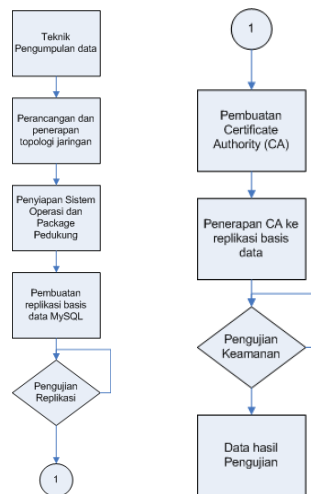 Teknik
Pengumpulan data
Perancangan dan
penerapan
topologi jaringan
Penyiapan Sistem
Operasi dan
Package
Pedukung
Pembuatan
replikasi basis
data MySQL
Pengujian
Replikasi
1
1
Pembuatan
Certificate
Authority (CA)
Penerapan CA ke
replikasi basis
data
Pengujian
Keamanan
Data hasil
Pengujian